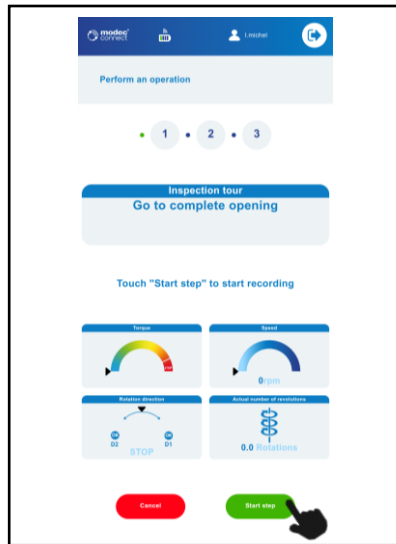 modec connect
l.michel
Perform an operation
1 2 3
Inspection tour
Go to complete opening
Touch "Start step" to start recording
Torque Speed
STOP
0rpm
Rotation direction Actual number of revolutions
D2 D1
STOP
0.0 Rotations
Cancel Start step